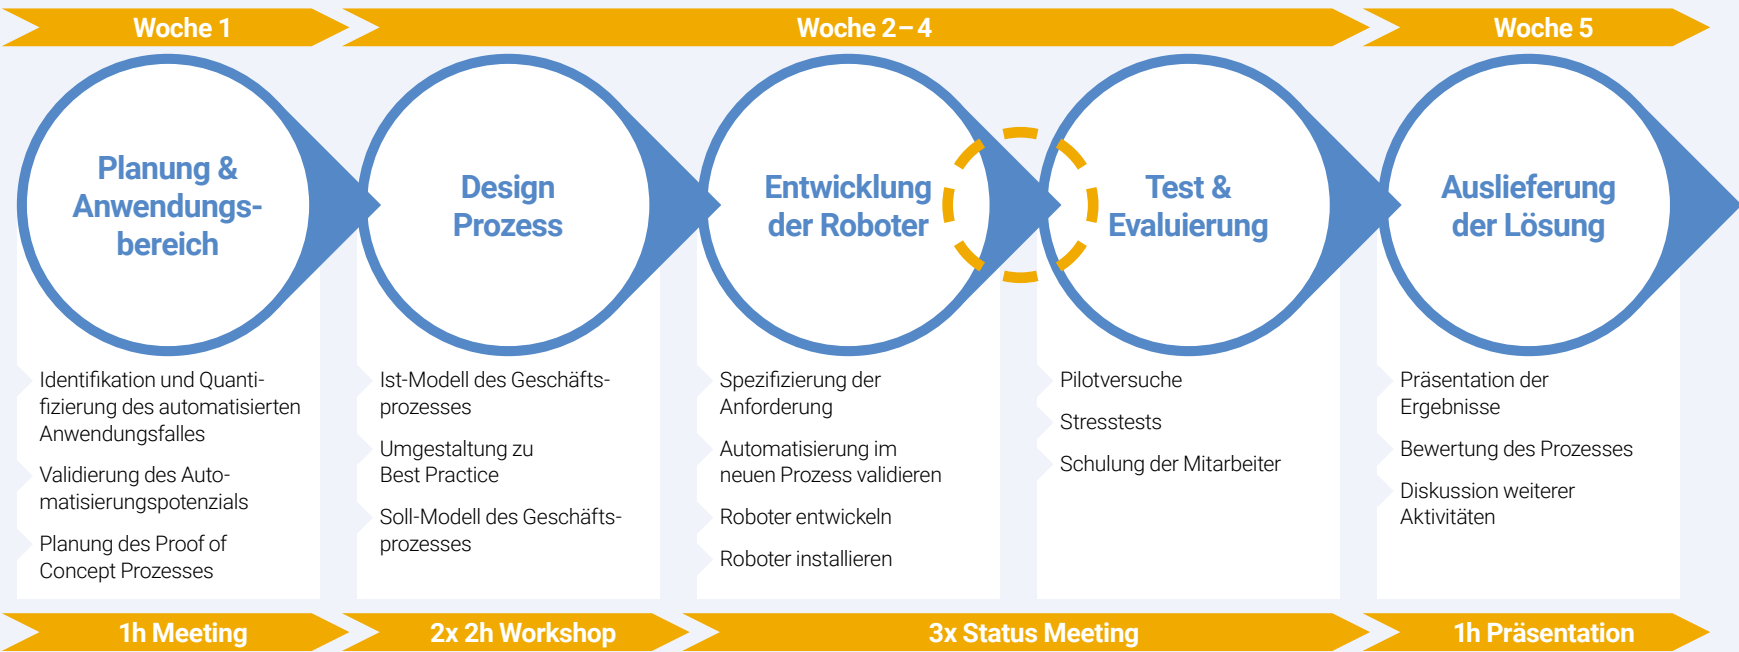 Woche 1
Woche 2–4
Woche 5
Planung &
Anwendungs-
bereich
Design
Prozess
Entwicklung
der Roboter
Test &
Evaluierung
Auslieferung
der Lösung
Identifikation und Quanti-
fizierung des automatisierten
Anwendungsfalles
Validierung des Auto-
matisierungspotenzials
Planung des Proof of
Concept Prozesses
Ist-Modell des Geschäfts-
prozesses
Umgestaltung zu
Best Practice
Soll-Modell des Geschäfts-
prozesses
Spezifizierung der
Anforderung
Automatisierung im
neuen Prozess validieren
Roboter entwickeln
Roboter installieren
Pilotversuche
Stresstests
Schulung der Mitarbeiter
Präsentation der
Ergebnisse
Bewertung des Prozesses
Diskussion weiterer
Aktivitäten
1h Meeting
2x 2h Workshop
3x Status Meeting
1h Präsentation